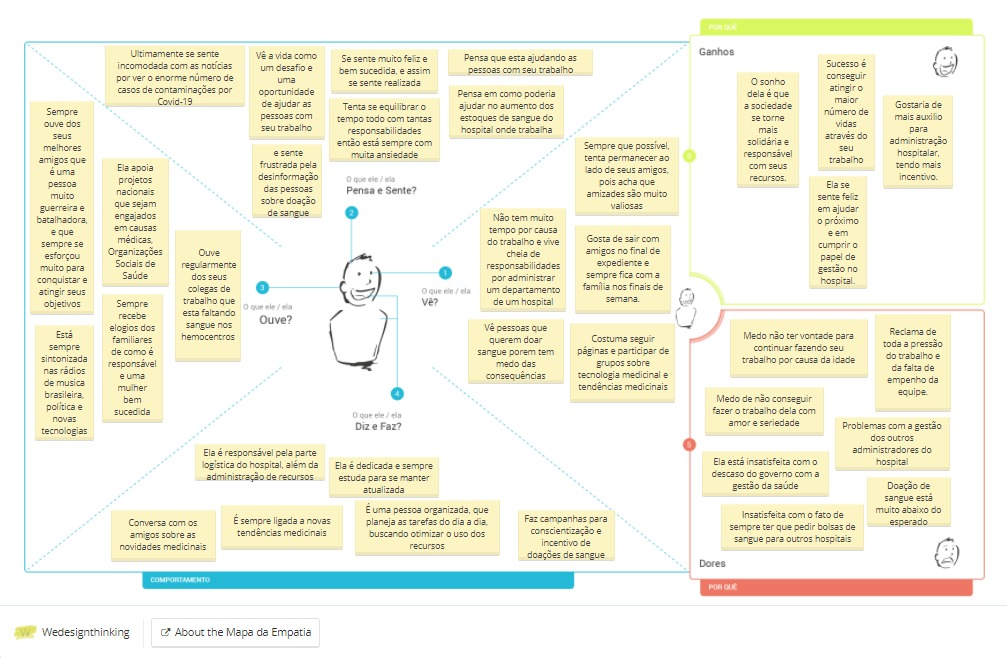 POR QUÊ
Ganhos
Ultimamente se sente
incomodada com as notícias
por ver o enorme número de
casos de contaminações por
Covid-19
Vê a vida como
um desafio e
uma
oportunidade
de ajudar as
pessoas com
seu trabalho
Se sente muito feliz e
bem sucedida, e assim
se sente realizada
Pensa que esta ajudando as
pessoas com seu trabalho
Tenta se equilibrar o
tempo todo com tantas
responsabilidades
então está sempre com
muita ansiedade
Pensa em como poderia
ajudar no aumento dos
estoques de sangue do
hospital onde trabalha
e sente
frustrada pela
desinformação
das pessoas
sobre doação
de sangue
O que ele / ela
Pensa e Sente?
2
Sempre
ouve dos
seus
melhores
amigos que
é uma
pessoa
muito
guerreira e
batalhadora,
e que
sempre se
esforçou
muito para
conquistar e
atingir seus
objetivos
Ela apoia
projetos
nacionais
que sejam
engajados
em causas
médicas,
Organizações
Sociais de
Saúde
Ouve
regularmente
dos seus
colegas de
trabalho que
esta faltando
sangue nos
hemocentros
Está
sempre
sintonizada
nas rádios
de musica
brasileira,
política e
novas
tecnologias
Sempre
recebe
elogios dos
familiares
de como é
responsável
e uma
mulher
bem
sucedida
3
O que ele / ela
Ouve?
Sempre que possível,
tenta permanecer ao
lado de seus amigos,
pois acha que
amizades são muito
valiosas
Não tem muito
tempo por causa
do trabalho e vive
cheia de
responsabilidades
por administrar
um departamento
de um hospital
Gosta de sair com
amigos no final de
expediente e
sempre fica com a
família nos finais de
semana.
Vê pessoas que
querem doar
sangue porem tem
medo das
consequências
Costuma seguir
páginas e participar de
grupos sobre
tecnologia medicinal e
tendências medicinais
1
O que ele / ela
Vê?
4
O que ele / ela
Diz e Faz?
Ela é responsável pela parte
logística do hospital, além da
administração de recursos
Ela é dedicada e sempre
estuda para se manter
atualizada
Conversa com os
amigos sobre as
novidades medicinais
É sempre ligada a novas
tendências medicinais
É uma pessoa organizada, que
planeja as tarefas do dia a dia,
buscando otimizar o uso dos
recursos
Faz campanhas para
conscientização e
incentivo de
doações de sangue
COMPORTAMENTO
O sonho
dela é que
a sociedade
se torne
mais
solidária e
responsável
com seus
recursos.
Sucesso é
conseguir
atingir o
maior
número de
vidas
através do
seu
trabalho
Gostaria de
mais auxilio
para
administração
hospitalar,
tendo mais
incentivo.
Ela se
sente feliz
em ajudar
o próximo
e em
cumprir o
papel de
gestão no
hospital.
Medo não ter vontade para
continuar fazendo seu
trabalho por causa da idade
Reclama de
toda a pressão
do trabalho e
da falta de
empenho da
equipe.
Medo de não conseguir
fazer o trabalho dela com
amor e seriedade
Problemas com a gestão
dos outros
administradores do
hospital
5
Ela está insatisfeita com o
descaso do governo com a
gestão da saúde
Doação de
sangue está
muito abaixo do
esperado
Insatisfeita com o fato de
sempre ter que pedir bolsas de
sangue para outros hospitais
Dores
POR QUÊ
Wedesignthinking
About the Mapa da Empatia